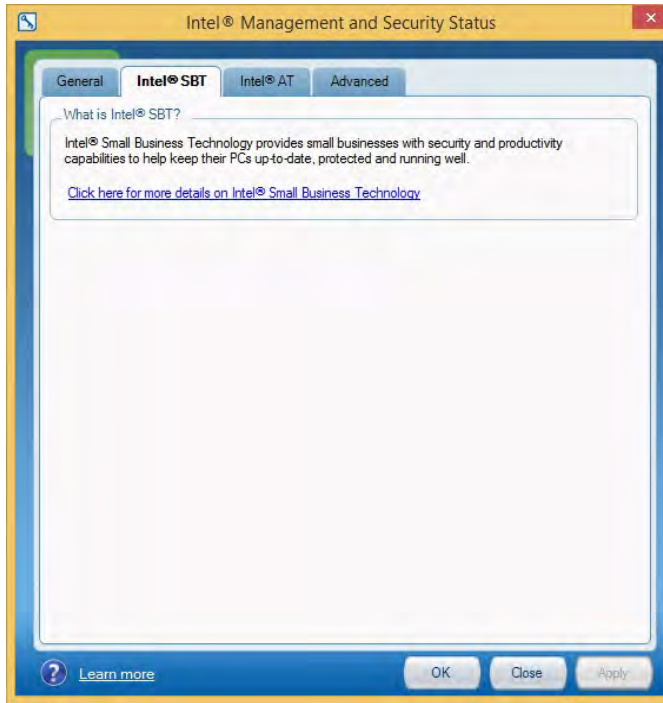 Intel® Management and Security Status
General Intel® SBT Intel® AT Advanced
What is Intel® SBT?
Intel® Small Business Technology provides small businesses with security and productivity
capabilities to help keep their PCs up-to-date, protected and running well.
Click here for more details on Intel® Small Business Technology
Learn more OK Close Apply